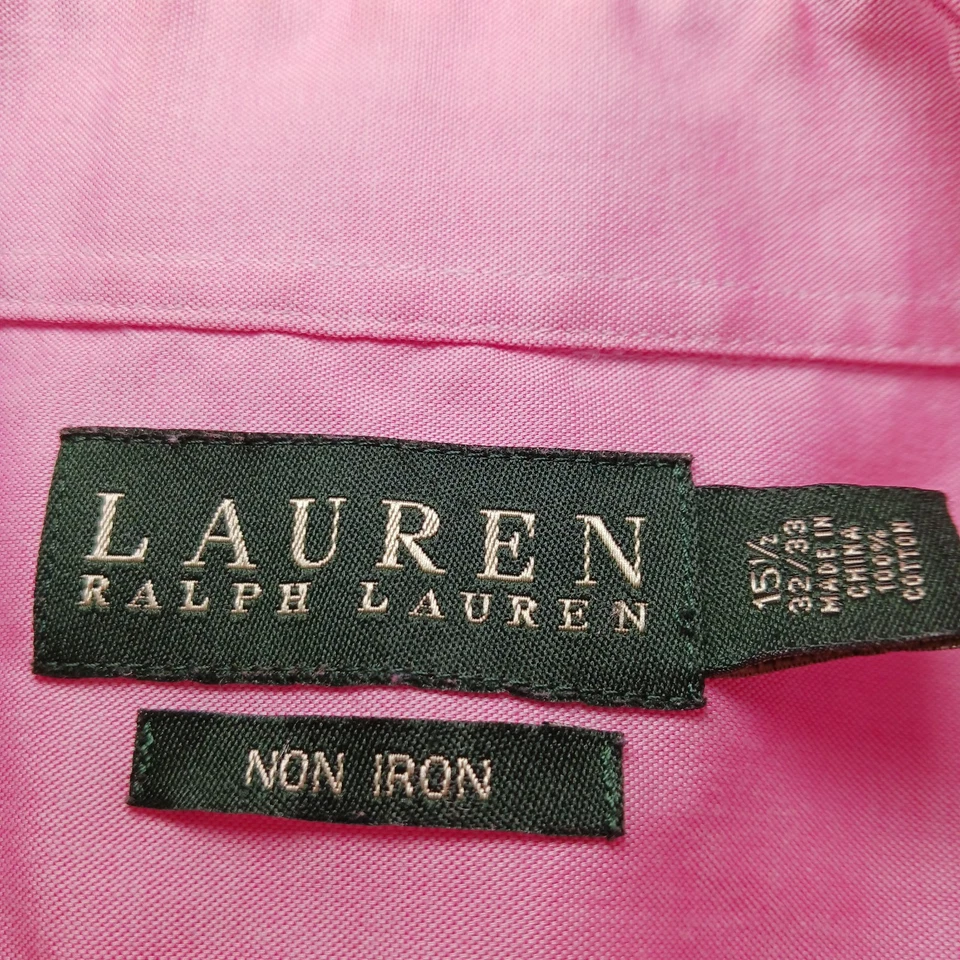 LAUREN
RALPH LAUREN
15½
32/33
MADE IN
CHINA
100%
COTTON
NON IRON